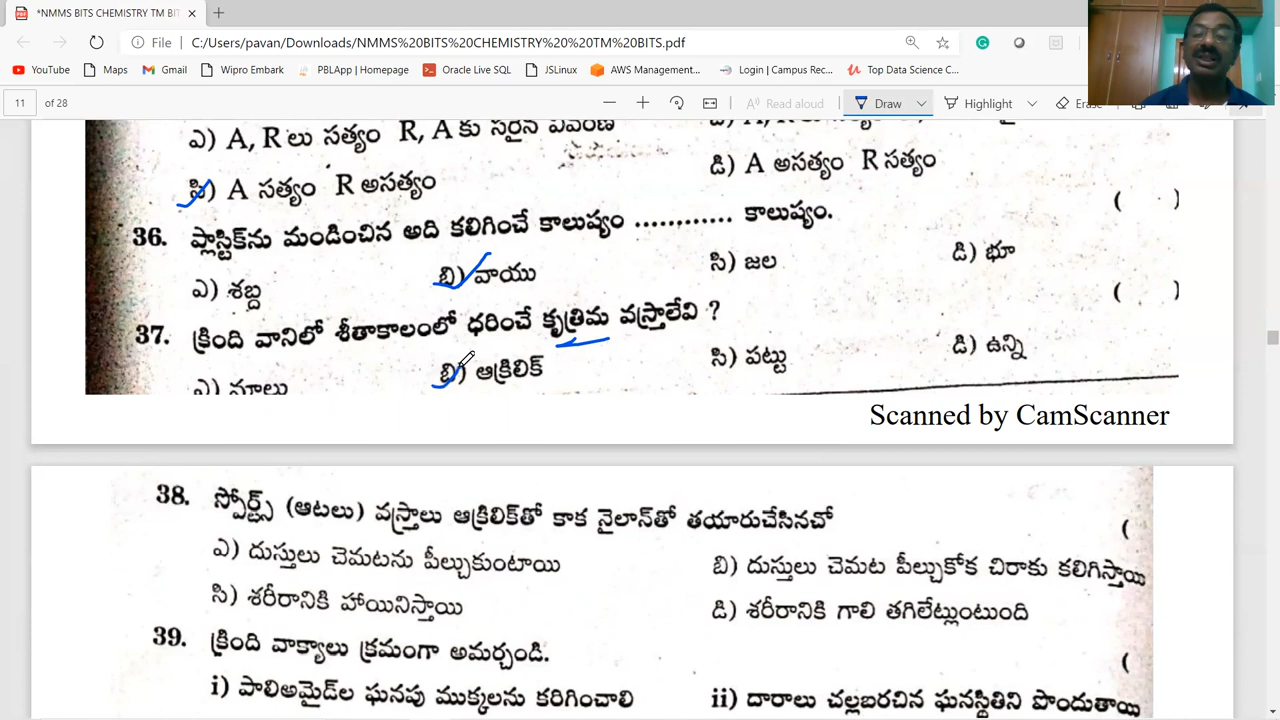 *NMMS BITS CHEMISTRY TM BIT
File C:/Users/pavan/Downloads/NMMS%20BITS%20CHEMISTRY%20%20TM%20BITS.pdf
YouTube Maps Gmail Wipro Embark PBLApp | Homepage Oracle Live SQL JSLinux AWS Management... Login | Campus Rec... Top Data Science C...
11 of 28 Read aloud Draw Highlight Erase
ఎ) A, R లు సత్యం R, A కు సరైన వివరణ
సి) A సత్యం R అసత్యం డి) A అసత్యం R సత్యం
36. ప్లాస్టిక్‌ను మండించిన అది కలిగించే కాలుష్యం ............ కాలుష్యం. ( )
ఎ) శబ్ద బి) వాయు సి) జల డి) భూ
37. క్రింది వానిలో శీతాకాలంలో ధరించే కృత్రిమ వస్త్రాలేవి ? ( )
ఎ) నూలు బి) ఆక్రిలిక్ సి) పట్టు డి) ఉన్ని
Scanned by CamScanner
38. స్పోర్ట్స్ (ఆటలు) వస్త్రాలు ఆక్రిలిక్‌తో కాక నైలాన్‌తో తయారుచేసినచో (
ఎ) దుస్తులు చెమటను పీల్చుకుంటాయి బి) దుస్తులు చెమట పీల్చుకోక చిరాకు కలిగిస్తాయి
సి) శరీరానికి హాయినిస్తాయి డి) శరీరానికి గాలి తగిలేట్లుంటుంది
39. క్రింది వాక్యాలు క్రమంగా అమర్చండి. (
i) పాలిఅమైడ్‌ల ఘనపు ముక్కలను కరిగించాలి ii) దారాలు చల్లబరచిన ఘనస్థితిని పొందుతాయి